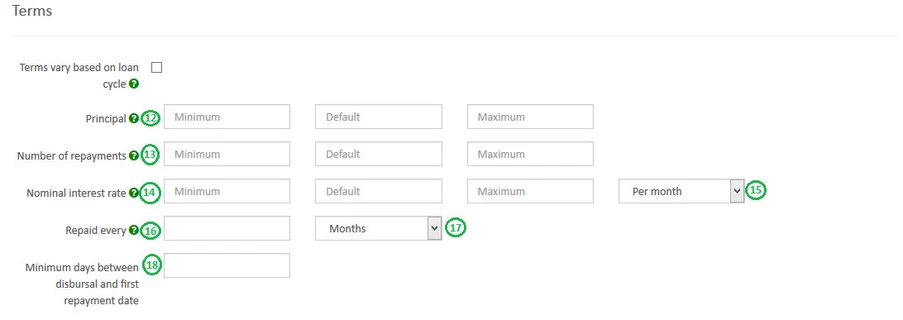 Terms
Terms vary based on loan
cycle ?
Principal ? 12 Minimum Default Maximum
Number of repayments ? 13 Minimum Default Maximum
Nominal interest rate ? 14 Minimum Default Maximum Per month 15
Repaid every ? 16 Months 17
Minimum days between 18
disbursal and first
repayment date